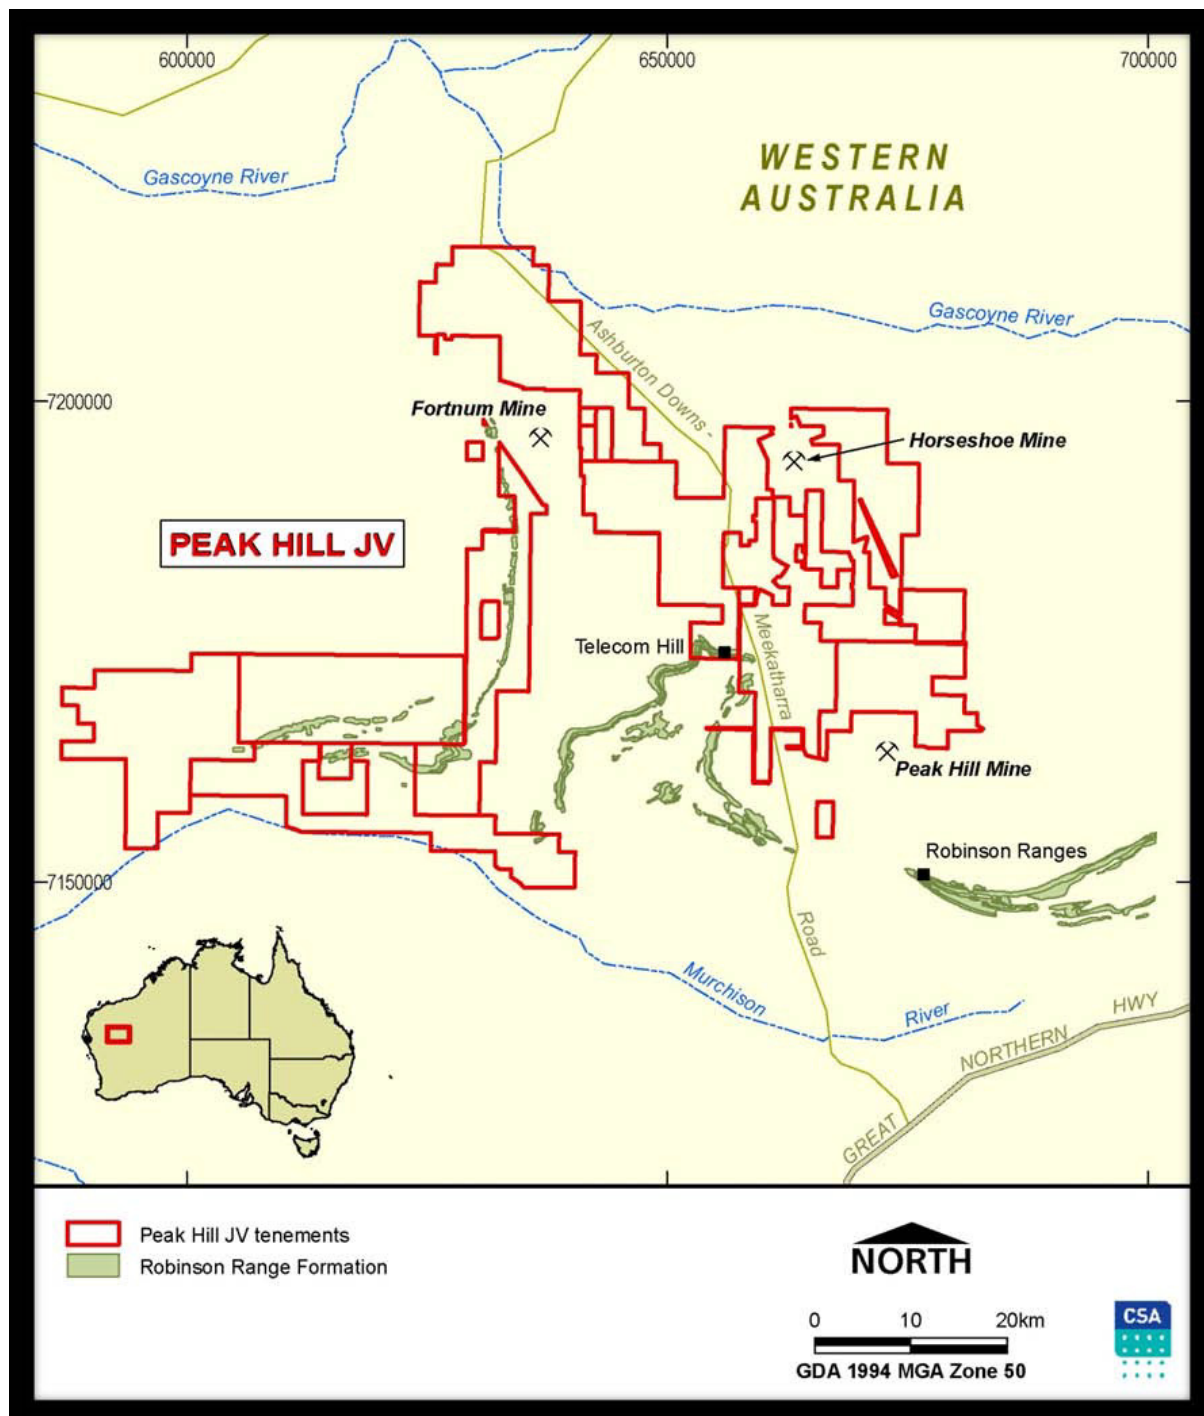 600000
650000
700000
WESTERN
AUSTRALIA
Gascoyne River
Gascoyne River
Ashburton Downs -
7200000
Fortnum Mine
Horseshoe Mine
PEAK HILL JV
Telecom Hill
Meekatharra
Peak Hill Mine
Robinson Ranges
7150000
Road
Murchison
River
NORTHERN
HWY
GREAT
Peak Hill JV tenements
Robinson Range Formation
NORTH
0 10 20km
GDA 1994 MGA Zone 50
CSA